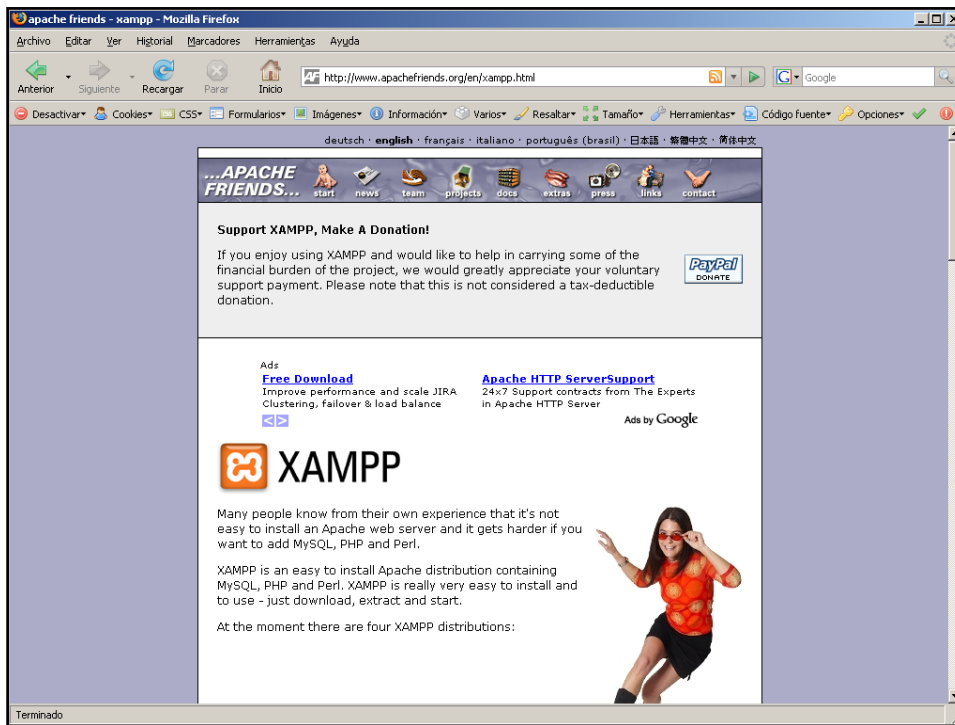 apache friends - xampp - Mozilla Firefox
Archivo Editar Ver Historial Marcadores Herramientas Ayuda
Anterior Siguiente Recargar Parar Inicio
AF http://www.apachefriends.org/en/xampp.html G Google
Desactivar Cookies CSS Formularios Imágenes Información Varios Resaltar Tamaño Herramientas Código fuente Opciones
deutsch · english · français · italiano · português (brasil) · 日本語 · 繁體中文 · 简体中文
...APACHE
FRIENDS...
start news team projects docs extras press links contact
Support XAMPP, Make A Donation!
If you enjoy using XAMPP and would like to help in carrying some of the
financial burden of the project, we would greatly appreciate your voluntary
support payment. Please note that this is not considered a tax-deductible
donation.
PayPal
DONATE
Ads
Free Download
Improve performance and scale JIRA
Clustering, failover & load balance
Apache HTTP ServerSupport
24x7 Support contracts from The Experts
in Apache HTTP Server
Ads by Google
XAMPP
Many people know from their own experience that it's not
easy to install an Apache web server and it gets harder if you
want to add MySQL, PHP and Perl.
XAMPP is an easy to install Apache distribution containing
MySQL, PHP and Perl. XAMPP is really very easy to install and
to use - just download, extract and start.
At the moment there are four XAMPP distributions:
Terminado